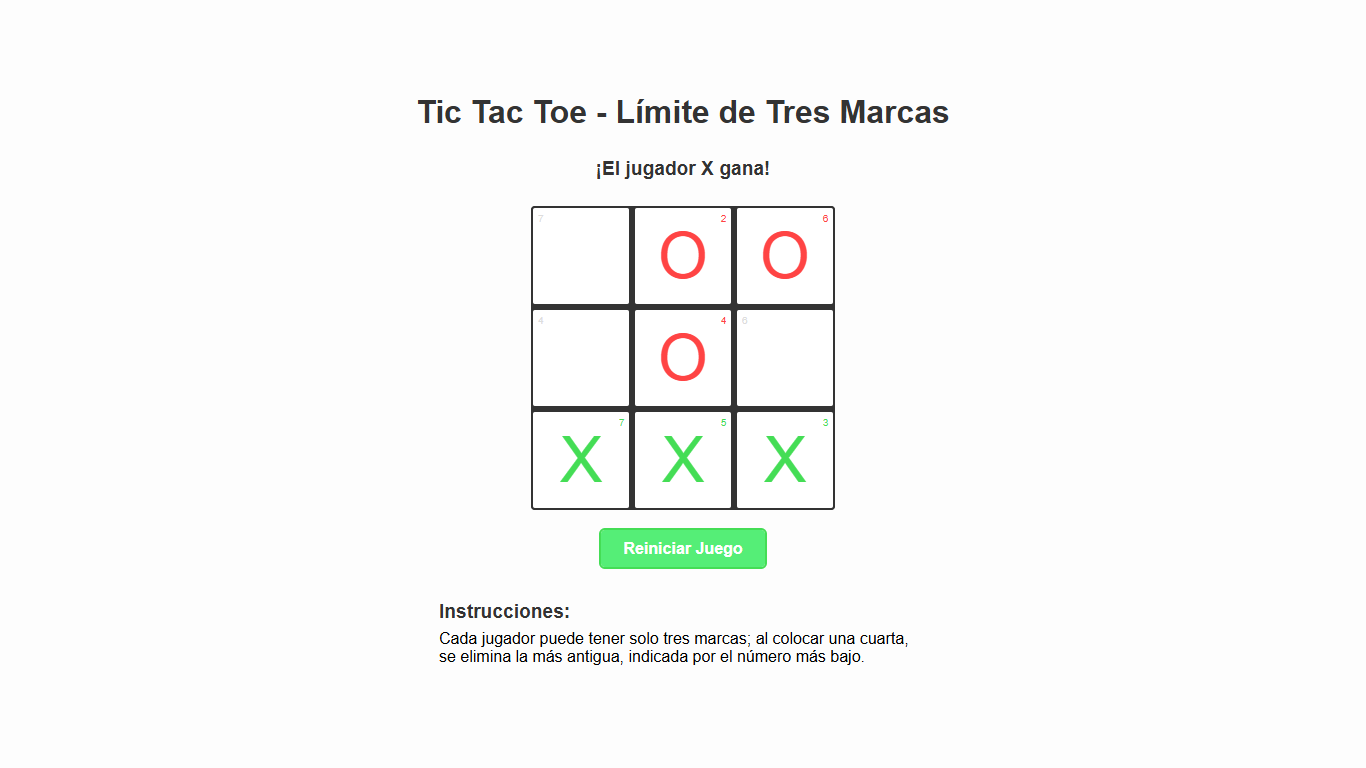 Tic Tac Toe - Límite de Tres Marcas
¡El jugador X gana!
7 2 O 6 O
4 4 O 6
7 X 5 X 3 X
Reiniciar Juego
Instrucciones:
Cada jugador puede tener solo tres marcas; al colocar una cuarta,
se elimina la más antigua, indicada por el número más bajo.